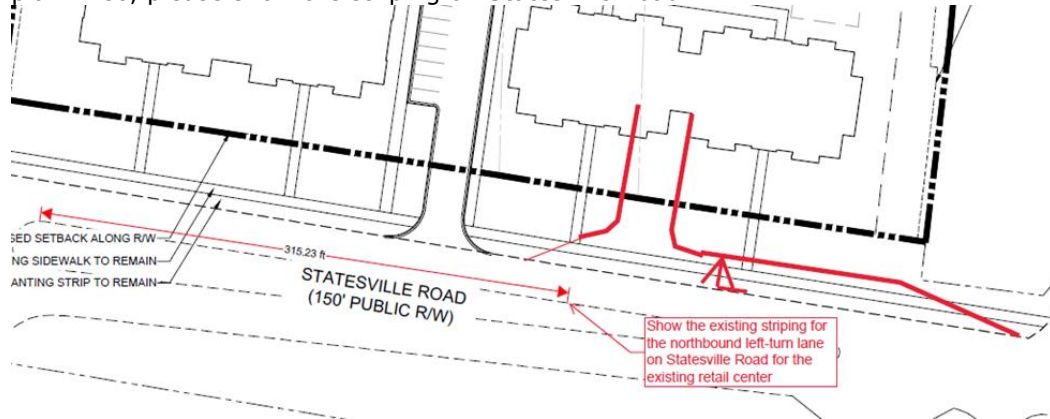 SED SETBACK ALONG R/W
NG SIDEWALK TO REMAIN
ANTING STRIP TO REMAIN
315.23 ft
STATESVILLE ROAD
(150' PUBLIC R/W)
Show the existing striping for
the northbound left-turn lane
on Statesville Road for the
existing retail center